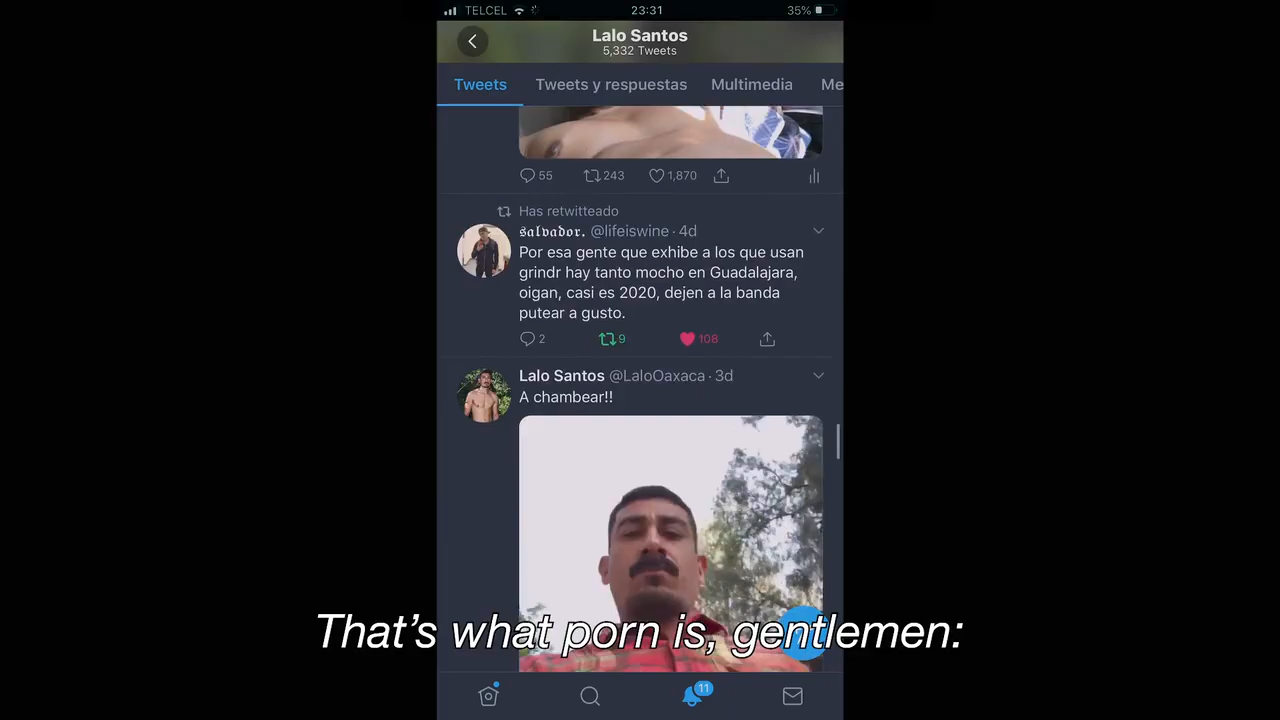 TELCEL
23:31
35%
Lalo Santos
5,332 Tweets
Tweets
Tweets y respuestas
Multimedia
Me
55
243
1,870
Has retwitteado
𝖘𝖆𝖑𝖛𝖆𝖉𝖔𝖗. @lifeiswine · 4d
Por esa gente que exhibe a los que usan
grindr hay tanto mocho en Guadalajara,
oigan, casi es 2020, dejen a la banda
putear a gusto.
2
9
108
Lalo Santos @LaloOaxaca · 3d
A chambear!!
That's what porn is, gentlemen:
11